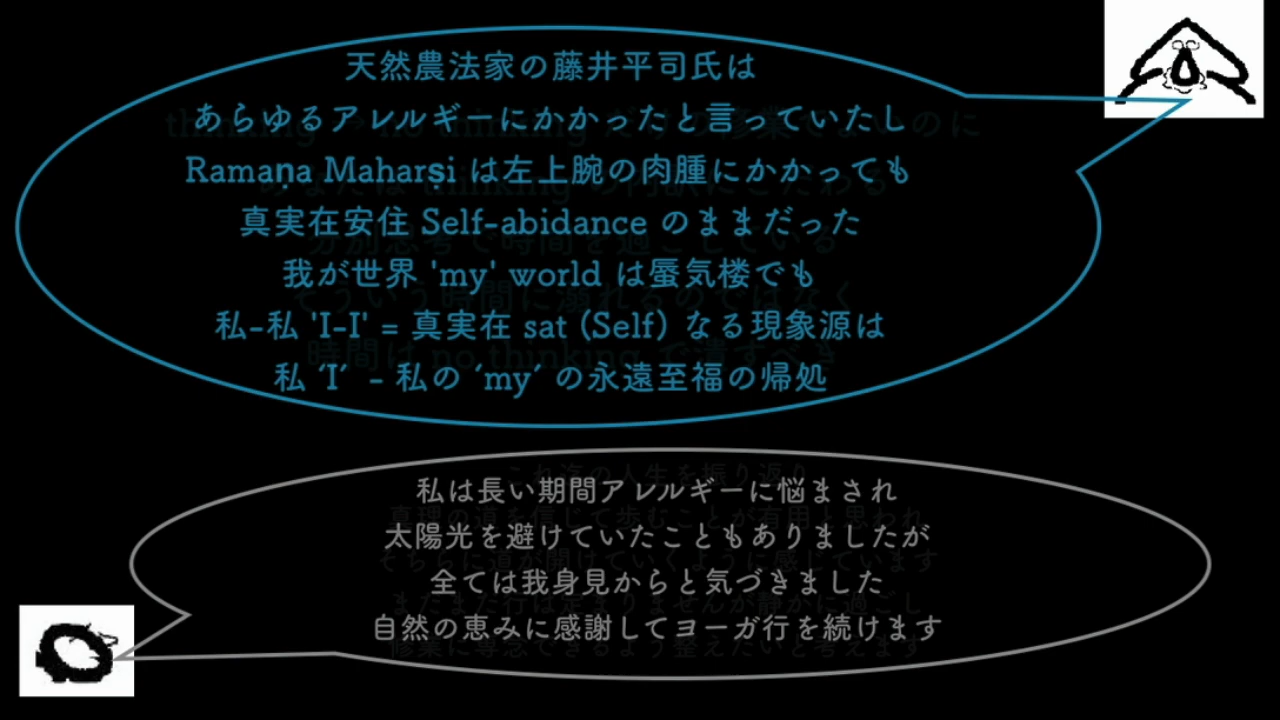 天然農法家の藤井平司氏は
あらゆるアレルギーにかかったと言っていたし
Ramaṇa Maharṣi は左上腕の肉腫にかかっても
真実在安住 Self-abidance のままだった
我が世界 'my' world は蜃気楼でも
私-私 'I-I' = 真実在 sat (Self) なる現象源は
私 ´I´ - 私の ´my´ の永遠至福の帰処
私は長い期間アレルギーに悩まされ
太陽光を避けていたこともありましたが
全ては我身見からと気づきました
自然の恵みに感謝してヨーガ行を続けます